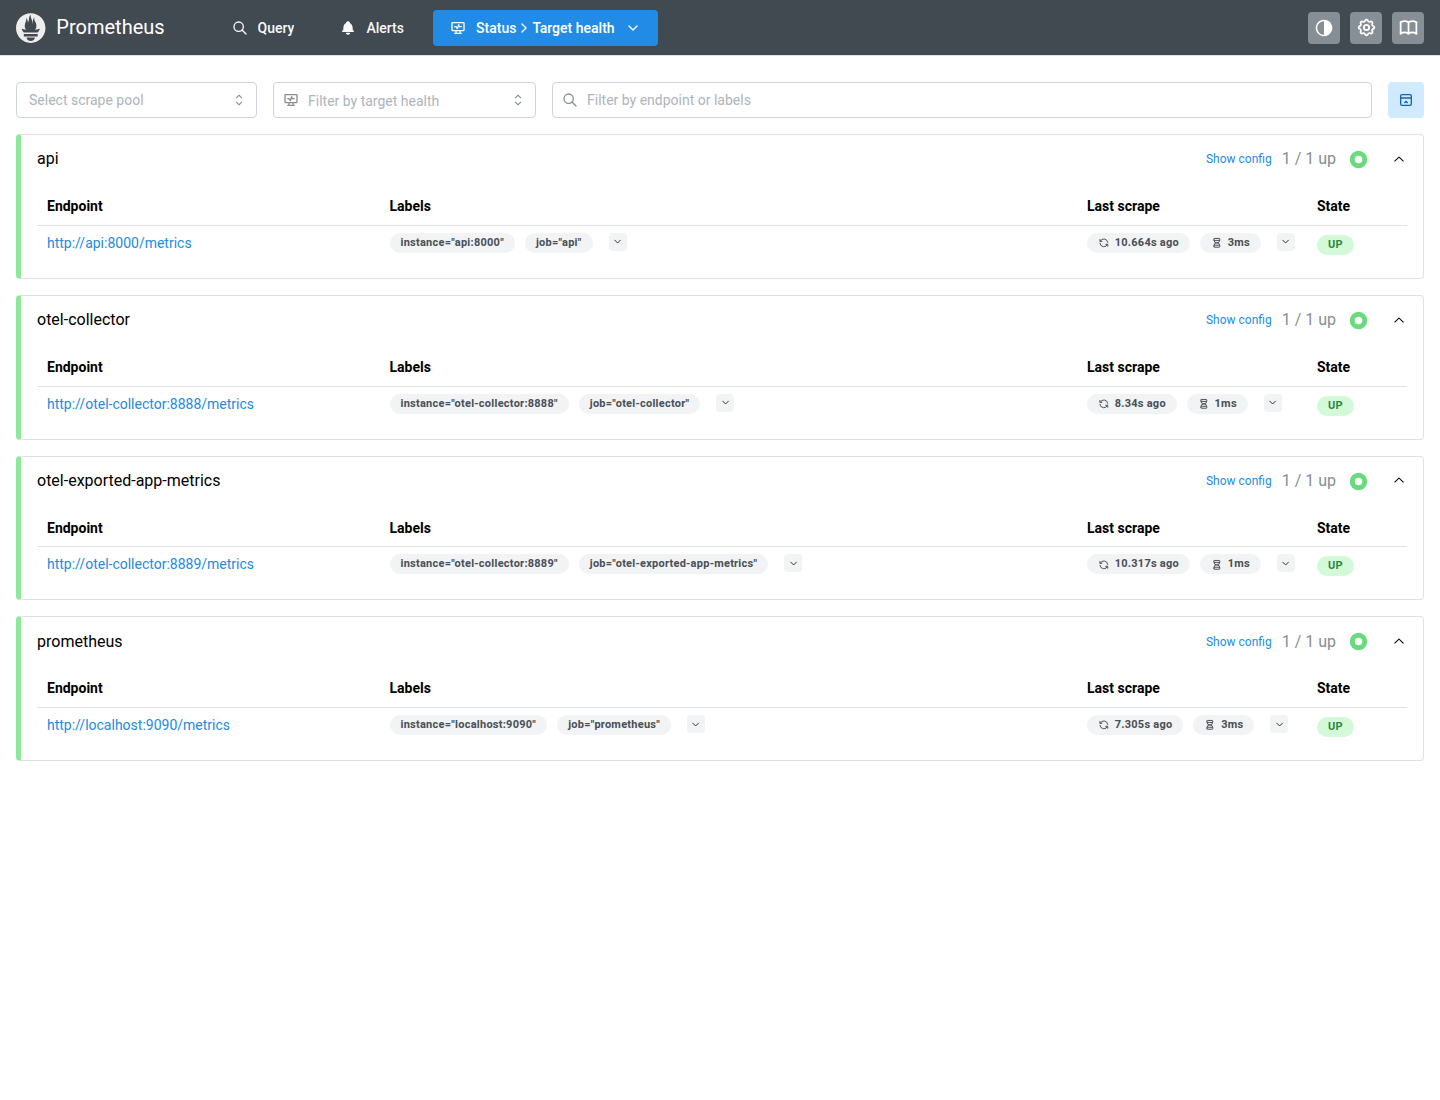 Prometheus Query Alerts Status > Target health
Select scrape pool Filter by target health Filter by endpoint or labels
api Show config 1 / 1 up
Endpoint Labels Last scrape State
http://api:8000/metrics instance="api:8000" job="api" 10.664s ago 3ms UP
otel-collector Show config 1 / 1 up
Endpoint Labels Last scrape State
http://otel-collector:8888/metrics instance="otel-collector:8888" job="otel-collector" 8.34s ago 1ms UP
otel-exported-app-metrics Show config 1 / 1 up
Endpoint Labels Last scrape State
http://otel-collector:8889/metrics instance="otel-collector:8889" job="otel-exported-app-metrics" 10.317s ago 1ms UP
prometheus Show config 1 / 1 up
Endpoint Labels Last scrape State
http://localhost:9090/metrics instance="localhost:9090" job="prometheus" 7.305s ago 3ms UP